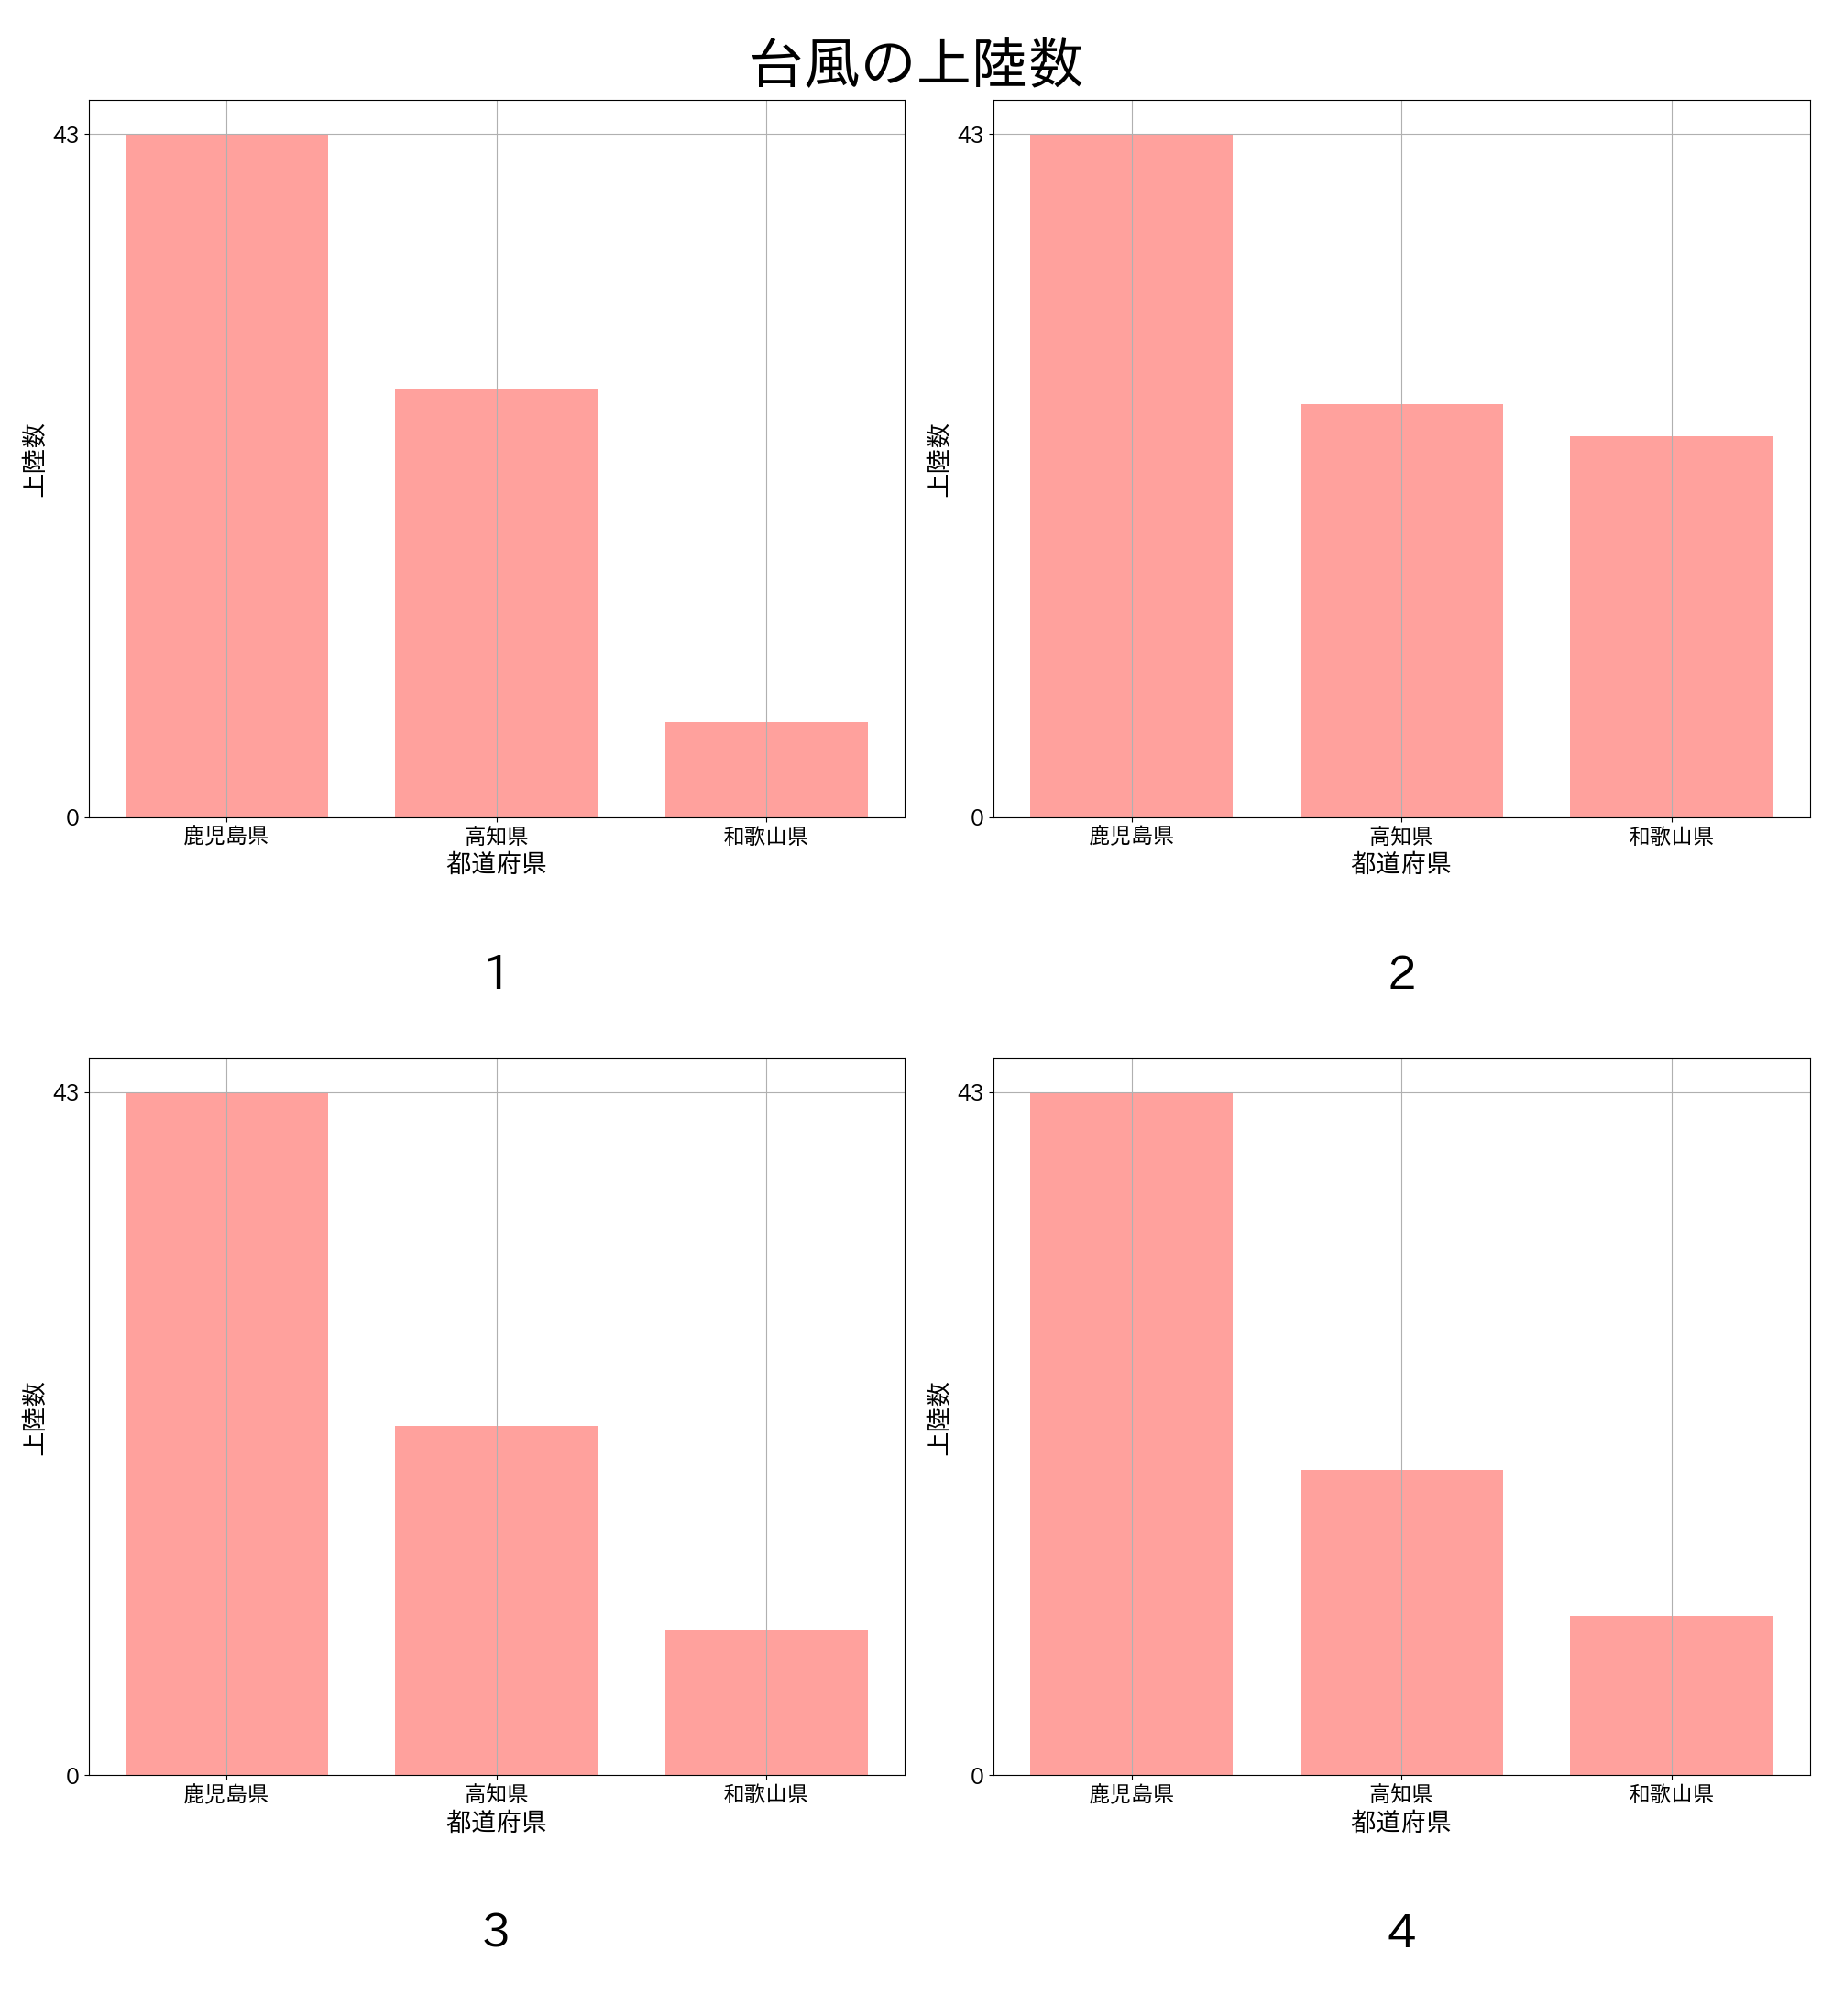 台風の上陸数
43
0
上陸数
鹿児島県 高知県 和歌山県
都道府県
1
43
0
上陸数
鹿児島県 高知県 和歌山県
都道府県
2
43
0
上陸数
鹿児島県 高知県 和歌山県
都道府県
3
43
0
上陸数
鹿児島県 高知県 和歌山県
都道府県
4